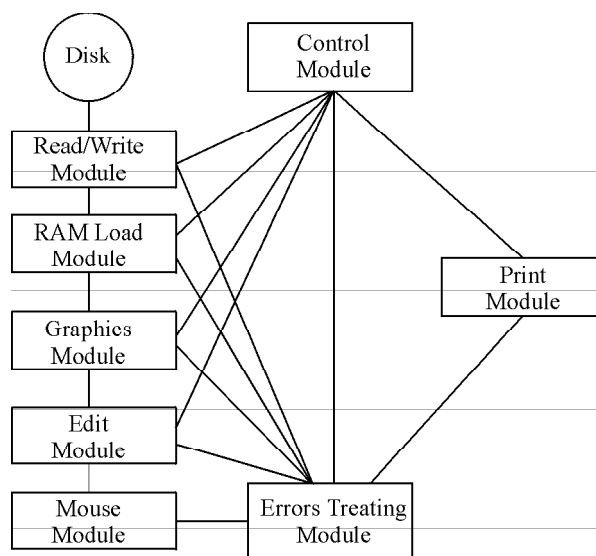 Disk
Control
Module
Read/Write
Module
RAM Load
Module
Print
Module
Graphics
Module
Edit
Module
Mouse
Module
Errors Treating
Module